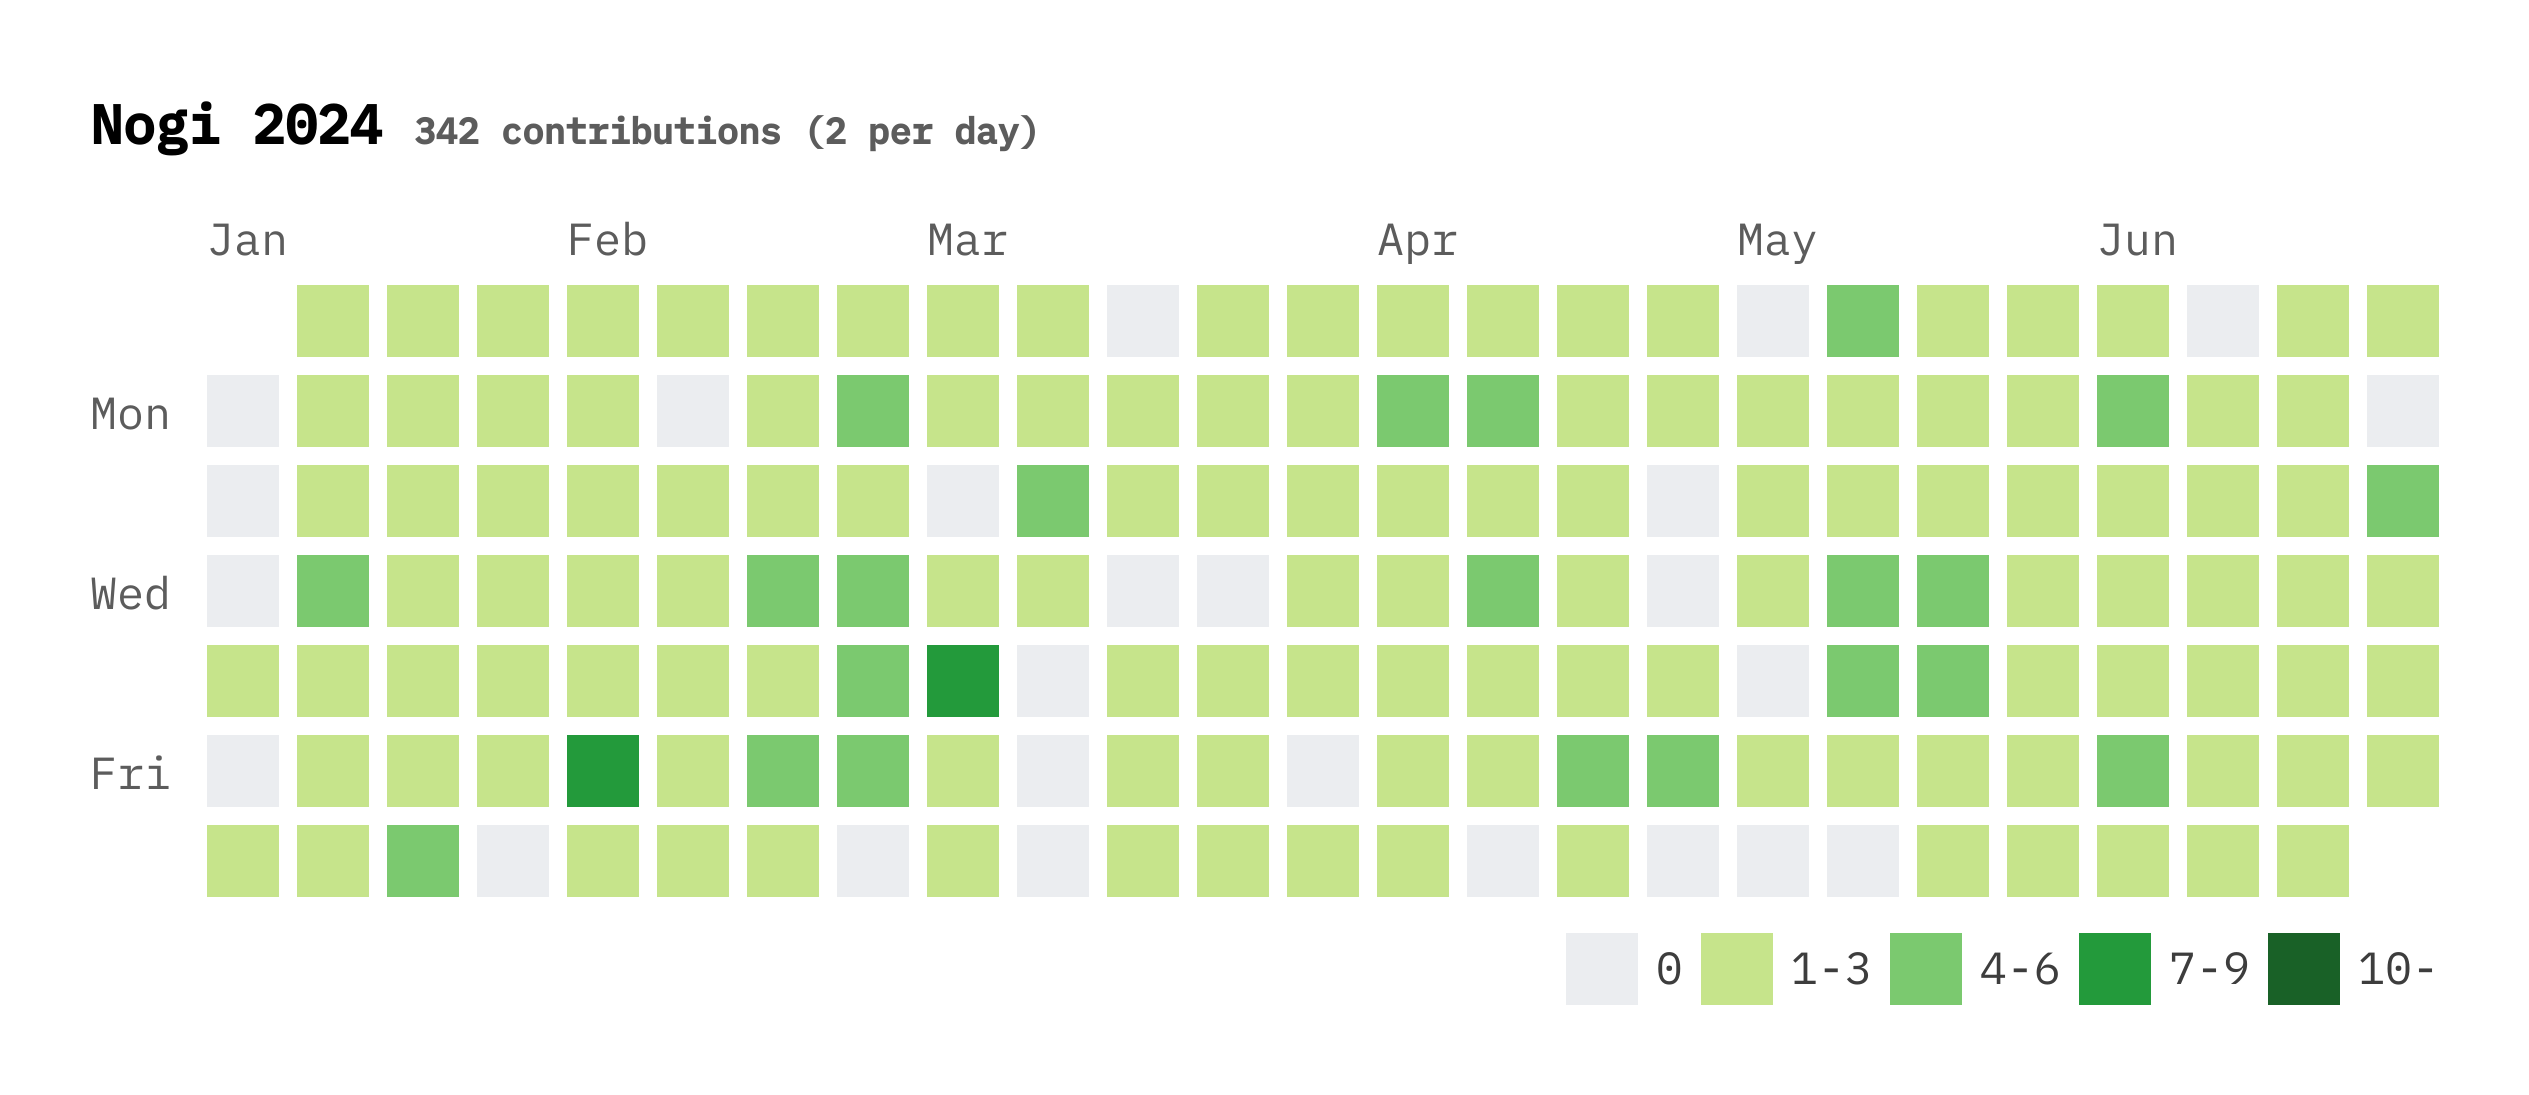 Nogi 2024 342 contributions (2 per day)
Jan Feb Mar Apr May Jun
Mon
Wed
Fri
0 1-3 4-6 7-9 10-